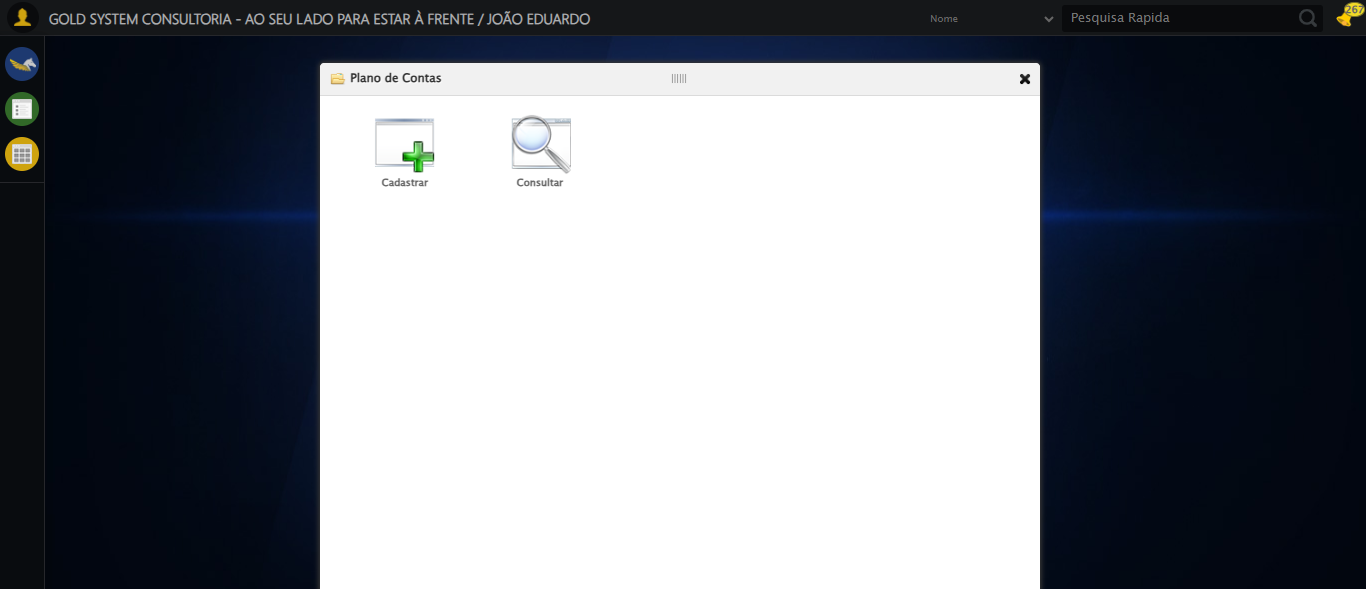 GOLD SYSTEM CONSULTORIA - AO SEU LADO PARA ESTAR À FRENTE / JOÃO EDUARDO
Nome
Pesquisa Rapida
267
Plano de Contas
Cadastrar
Consultar